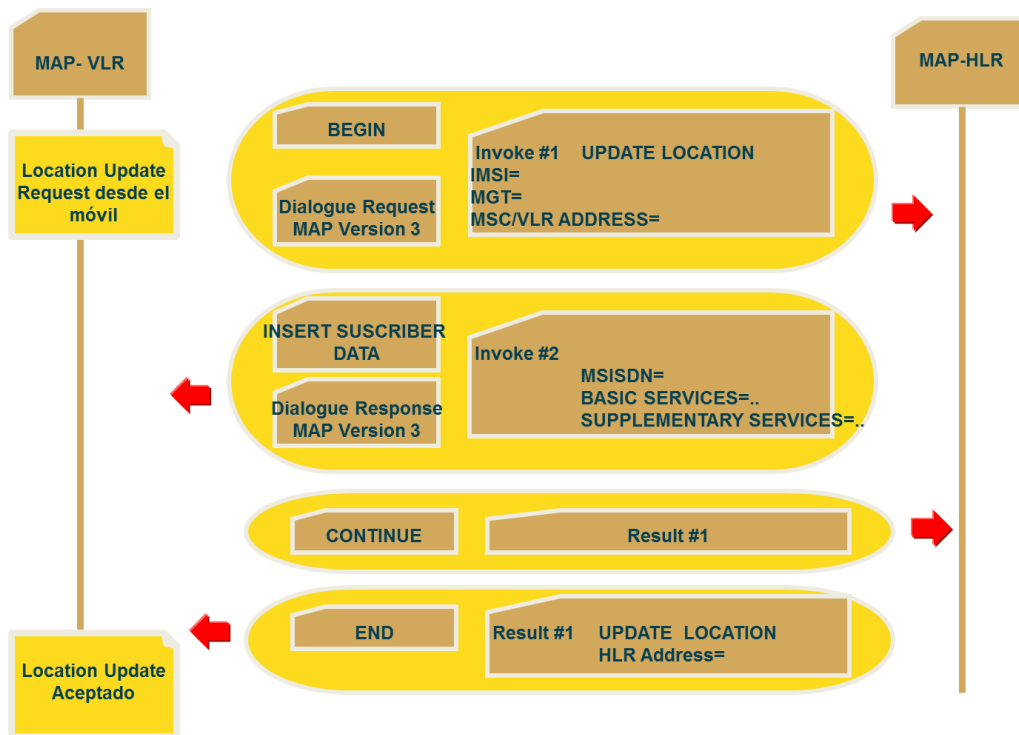 MAP- VLR
MAP-HLR
Location Update
Request desde el
móvil
BEGIN
Dialogue Request
MAP Version 3
Invoke #1 UPDATE LOCATION
IMSI=
MGT=
MSC/VLR ADDRESS=
INSERT SUSCRIBER
DATA
Dialogue Response
MAP Version 3
Invoke #2
MSISDN=
BASIC SERVICES=..
SUPPLEMENTARY SERVICES=..
CONTINUE
Result #1
END
Result #1 UPDATE LOCATION
HLR Address=
Location Update
Aceptado